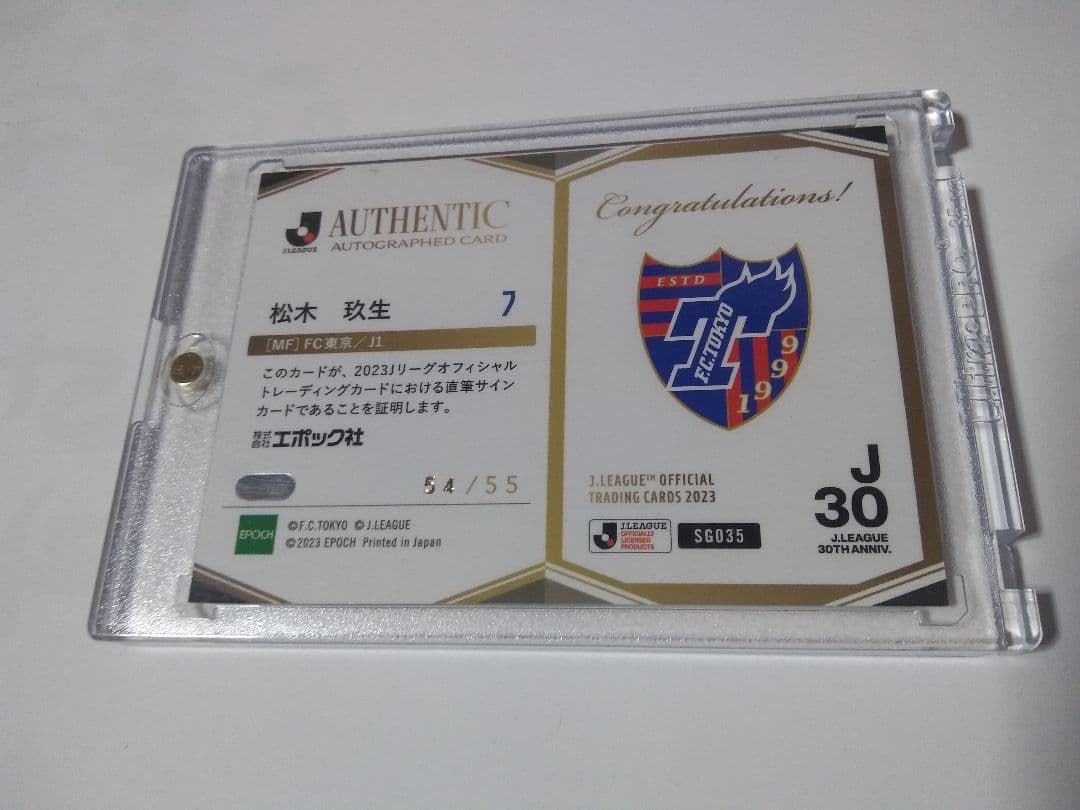 J.LEAGUE
AUTHENTIC
AUTOGRAPHED CARD
松木 玖生 7
[MF] FC東京/J1
このカードが、2023Jリーグオフィシャル
トレーディングカードにおける直筆サイン
カードであることを証明します。
株式会社エポック社
54/55
EPOCH
©F.C.TOKYO ©J.LEAGUE
©2023 EPOCH Printed in Japan
Congratulations!
ESTD
F.C.TOKYO
1999
J.LEAGUE™ OFFICIAL
TRADING CARDS 2023
J.LEAGUE
OFFICIALLY
LICENSED
PRODUCTS
SG035
J
30
J.LEAGUE
30TH ANNIV.
Ultra PRO®